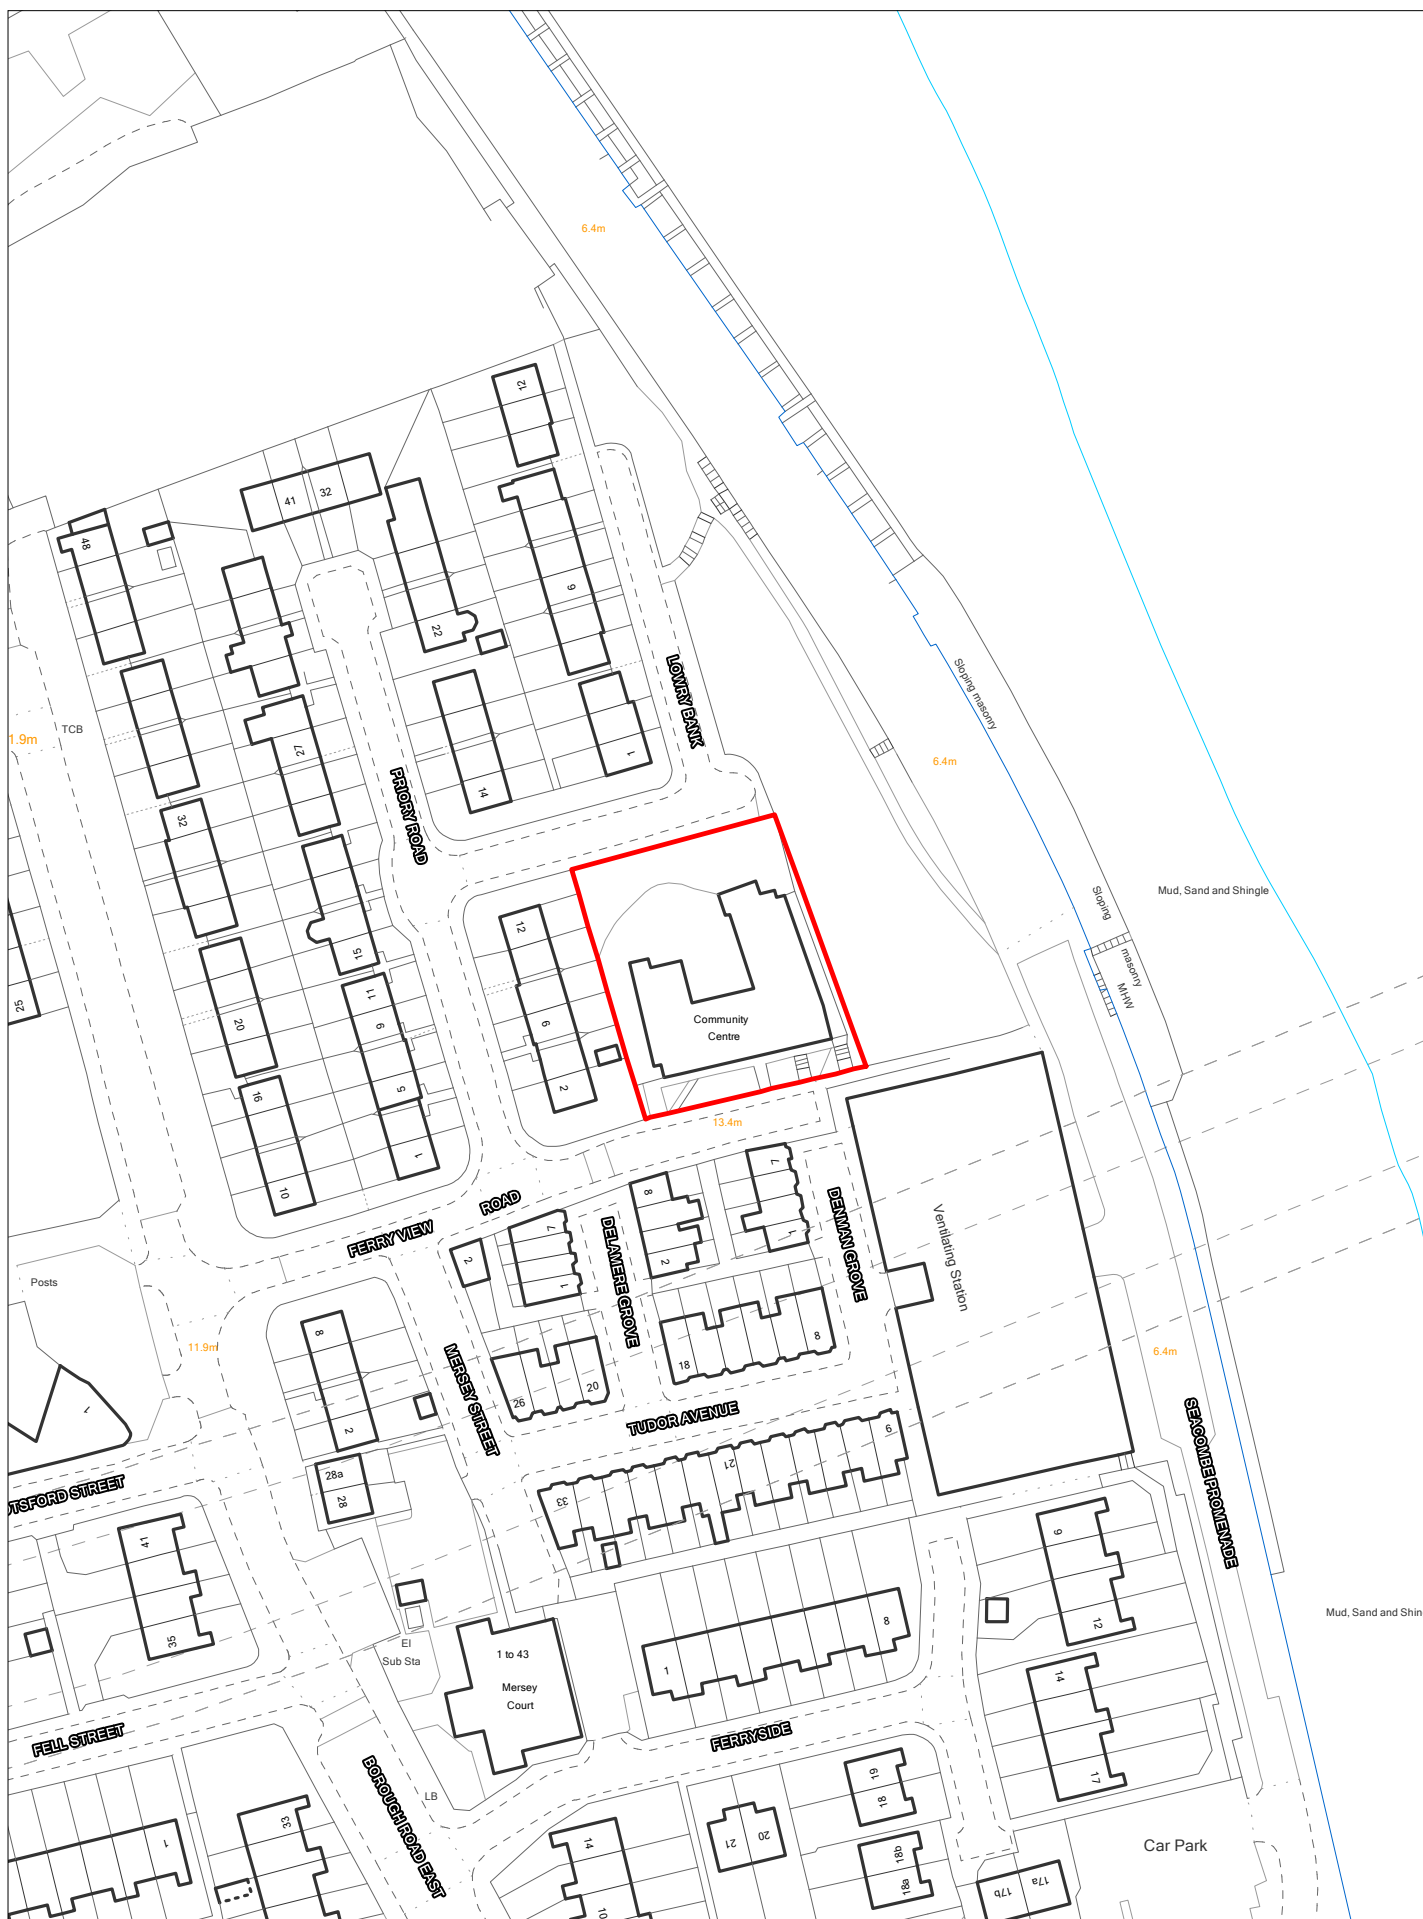 6.4m
12
41
32
48
9
22
LOWRY BANK
Sloping masonry
TCB
1.9m
27
1
6.4m
14
PRIORY ROAD
32
Sloping
masonry
MHW
Mud, Sand and Shingle
12
15
25
11
9
20
6
Community
Centre
5
2
16
13.4m
1
7
10
8
ROAD
FERRY VIEW
7
2
DELAMERE GROVE
DENMAN GROVE
Ventilating Station
1
2
1
Posts
8
11.9m
18
8
6.4m
MERSEY STREET
26
20
1
2
TUDOR AVENUE
SEACOMBE PROMENADE
9
21
28a
28
33
OTSFORD STREET
41
9
12
35
El
Sub Sta
1 to 43
Mersey
Court
8
1
Mud, Sand and Shin
14
FELL STREET
FERRYSIDE
17
BOROUGH ROAD EAST
LB
19
18
33
1
14
21
20
18b
18a
Car Park
10
17b
17a